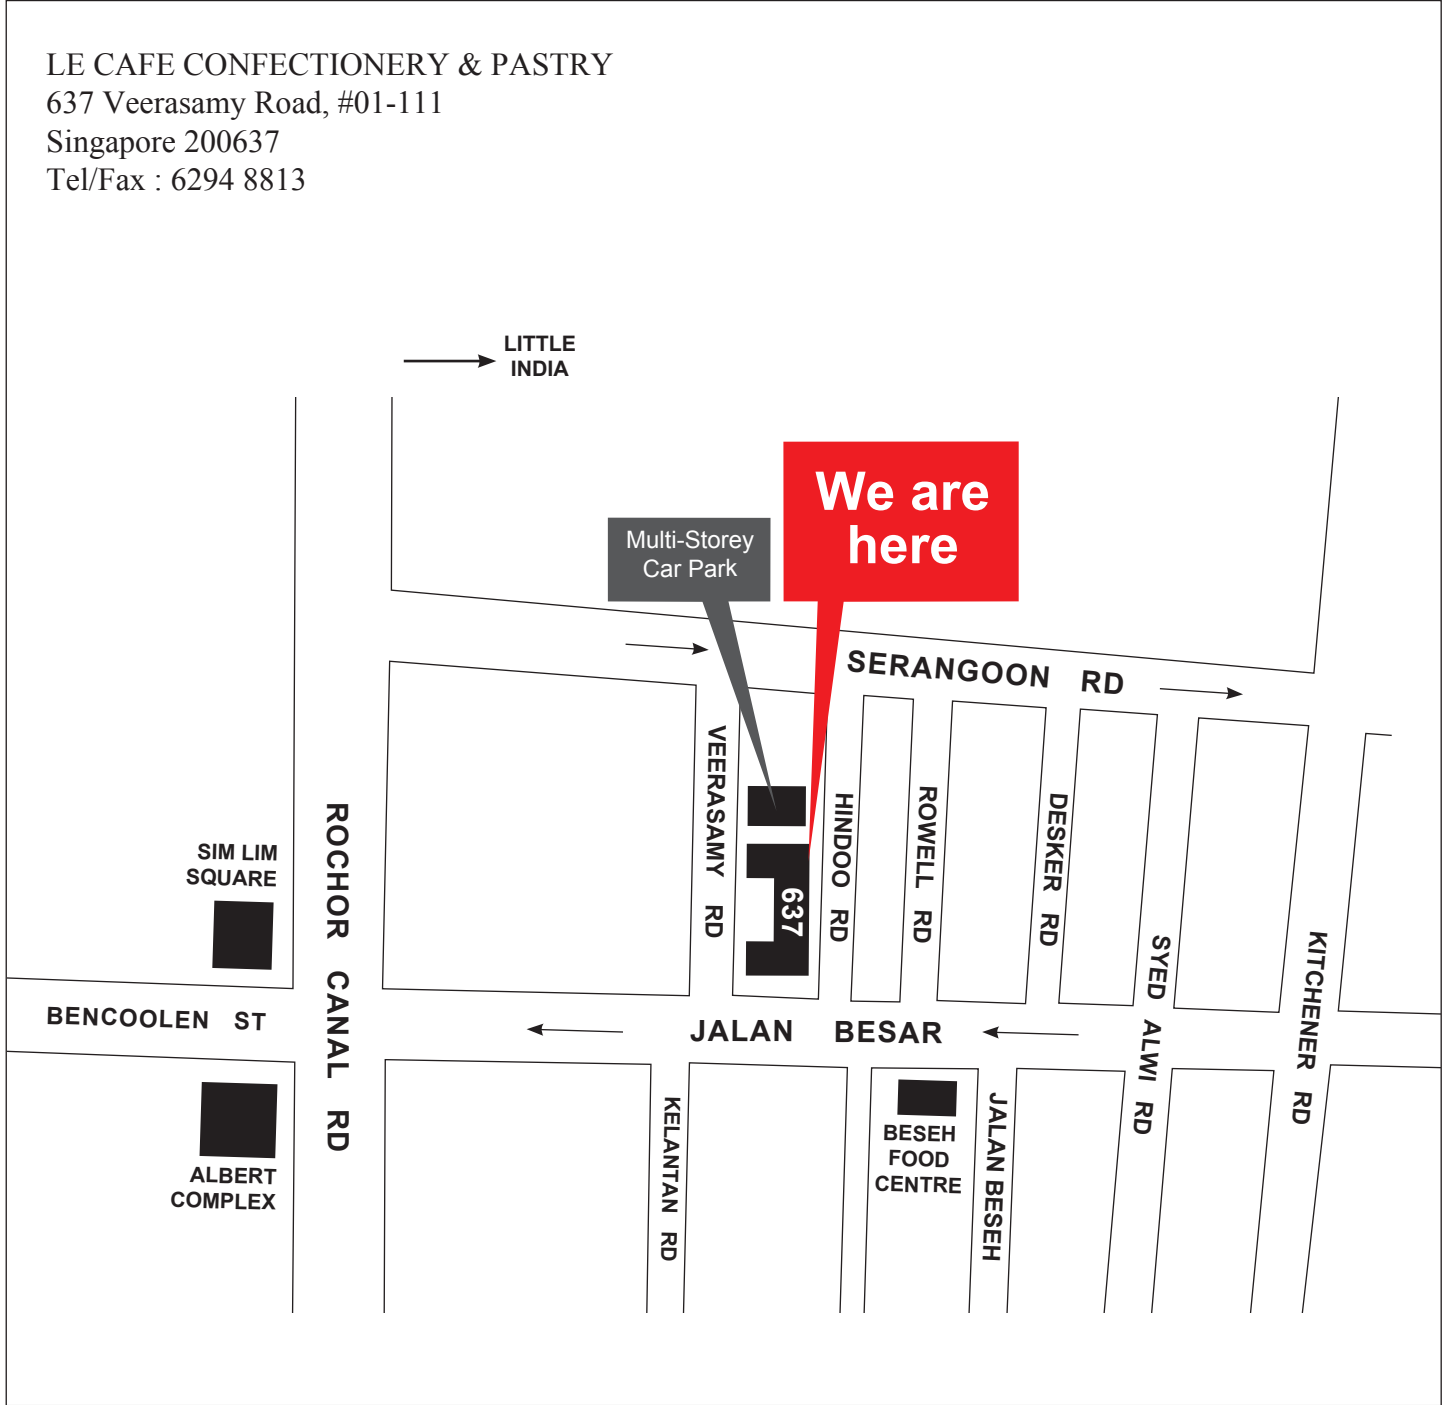 LE CAFE CONFECTIONERY & PASTRY
637 Veerasamy Road, #01-111
Singapore 200637
Tel/Fax : 6294 8813
LITTLE
INDIA
We are
here
Multi-Storey
Car Park
SERANGOON RD
VEERASAMY RD
HINDOO RD
ROWELL RD
DESKER RD
SYED ALWI RD
KITCHENER RD
637
ROCHOR CANAL RD
SIM LIM
SQUARE
BENCOOLEN ST
JALAN BESAR
ALBERT
COMPLEX
KELANTAN RD
BESEH
FOOD
CENTRE
JALAN BESEH